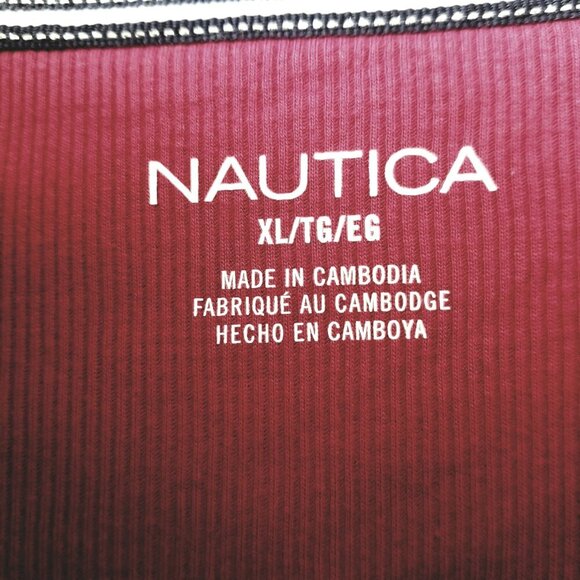 NAUTICA
XL/TG/EG
MADE IN CAMBODIA
FABRIQUÉ AU CAMBODGE
HECHO EN CAMBOYA